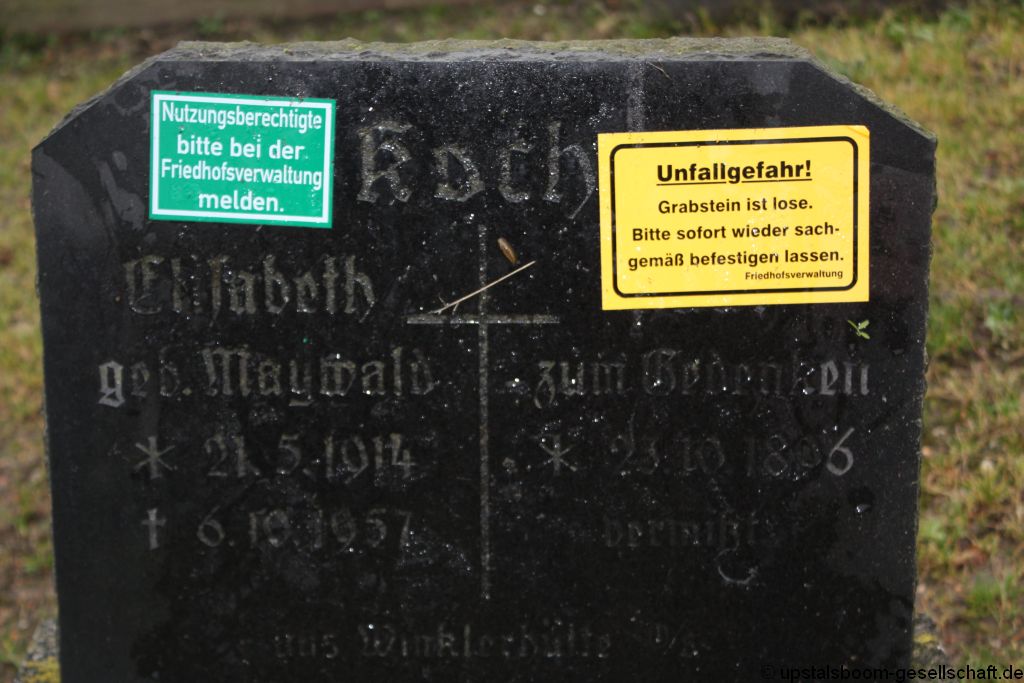 Nutzungsberechtigte
bitte bei der
Friedhofsverwaltung
melden.
Unfallgefahr!
Grabstein ist lose.
Bitte sofort wieder sach-
gemäß befestigen lassen.
Friedhofsverwaltung
Koch
Elisabeth
geb. Maywald
* 21.5.1914
† 6.10.1957
zum Gedenken
* 23.10.1896
vermißt
aus Winklerhütte
© upstalsboom-gesellschaft.de